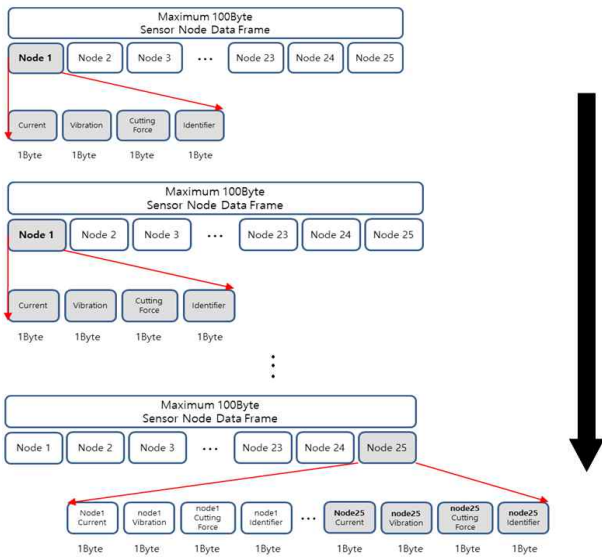 Maximum 100Byte
Sensor Node Data Frame
Node 1 Node 2 Node 3 ··· Node 23 Node 24 Node 25
Current Vibration Cutting Force Identifier
1Byte 1Byte 1Byte 1Byte
Maximum 100Byte
Sensor Node Data Frame
Node 1 Node 2 Node 3 ··· Node 23 Node 24 Node 25
Current Vibration Cutting Force Identifier
1Byte 1Byte 1Byte 1Byte
Maximum 100Byte
Sensor Node Data Frame
Node 1 Node 2 Node 3 ··· Node 23 Node 24 Node 25
Node1 Current node1 Vibration node1 Cutting Force node1 Identifier ··· Node25 Current node25 Vibration node25 Cutting Force node25 Identifier
1Byte 1Byte 1Byte 1Byte 1Byte 1Byte 1Byte 1Byte